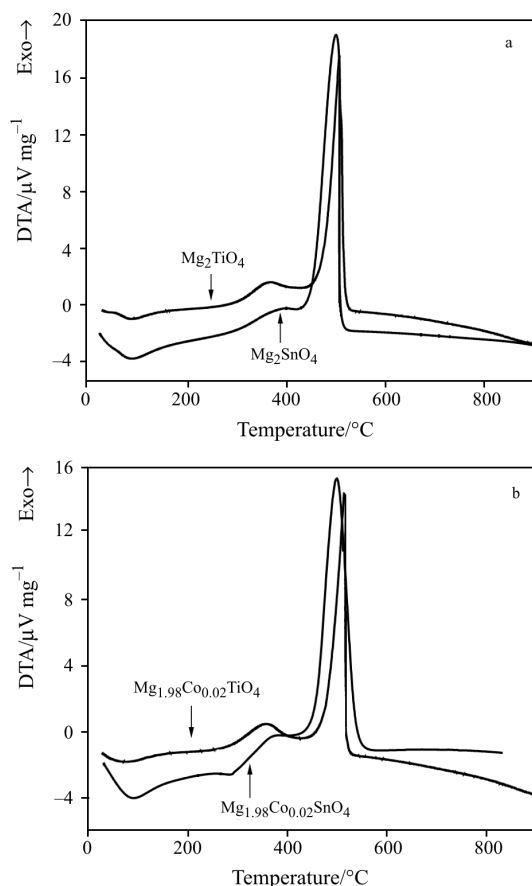 20
Exo→
a
16
12
DTA/µV mg⁻¹
8
4
Mg₂TiO₄
0
Mg₂SnO₄
–4
0 200 400 600 800
Temperature/°C
16
Exo→
b
12
DTA/µV mg⁻¹
8
4
Mg₁.₉₈Co₀.₀₂TiO₄
0
Mg₁.₉₈Co₀.₀₂SnO₄
–4
0 200 400 600 800
Temperature/°C